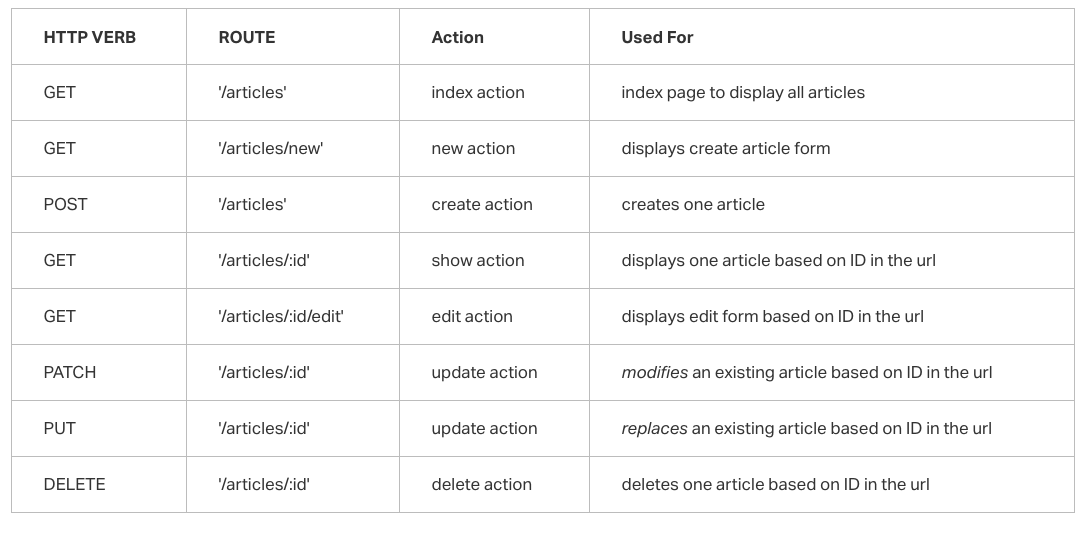 HTTP VERB ROUTE Action Used For
GET '/articles' index action index page to display all articles
GET '/articles/new' new action displays create article form
POST '/articles' create action creates one article
GET '/articles/:id' show action displays one article based on ID in the url
GET '/articles/:id/edit' edit action displays edit form based on ID in the url
PATCH '/articles/:id' update action modifies an existing article based on ID in the url
PUT '/articles/:id' update action replaces an existing article based on ID in the url
DELETE '/articles/:id' delete action deletes one article based on ID in the url